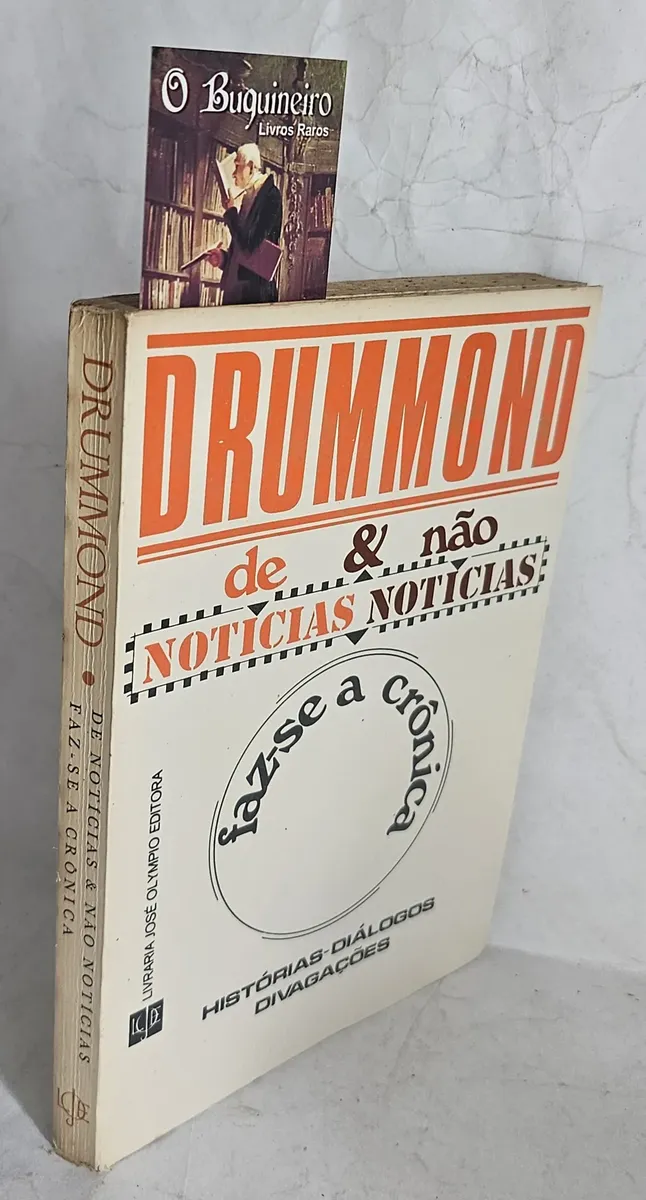 O Buquineiro
Livros Raros
DRUMMOND
de & não
NOTÍCIAS NOTÍCIAS
faz-se a crônica
HISTÓRIAS-DIÁLOGOS
DIVAGAÇÕES
LIVRARIA JOSÉ OLYMPIO EDITORA
DRUMMOND • DE NOTÍCIAS & NÃO NOTÍCIAS
FAZ-SE A CRÔNICA